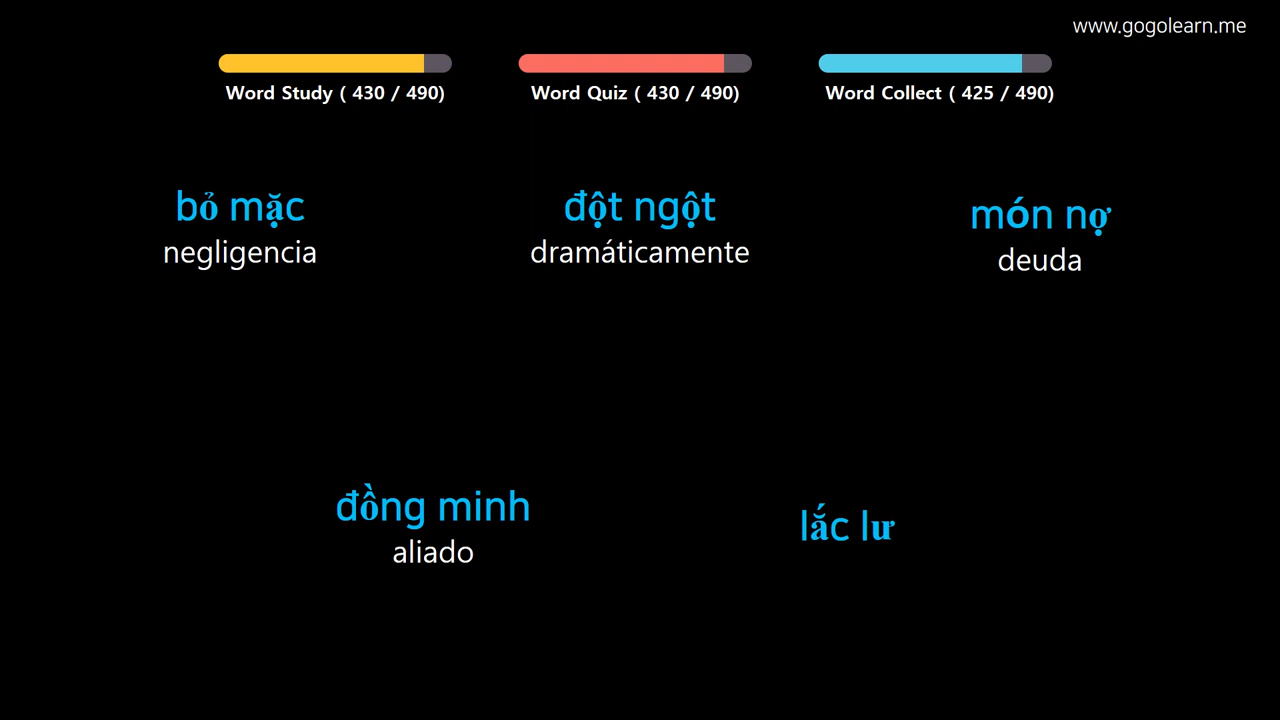 www.gogolearn.me
Word Study ( 430 / 490)
Word Quiz ( 430 / 490)
Word Collect ( 425 / 490)
bỏ mặc
negligencia
đột ngột
dramáticamente
món nợ
deuda
đồng minh
aliado
lắc lư